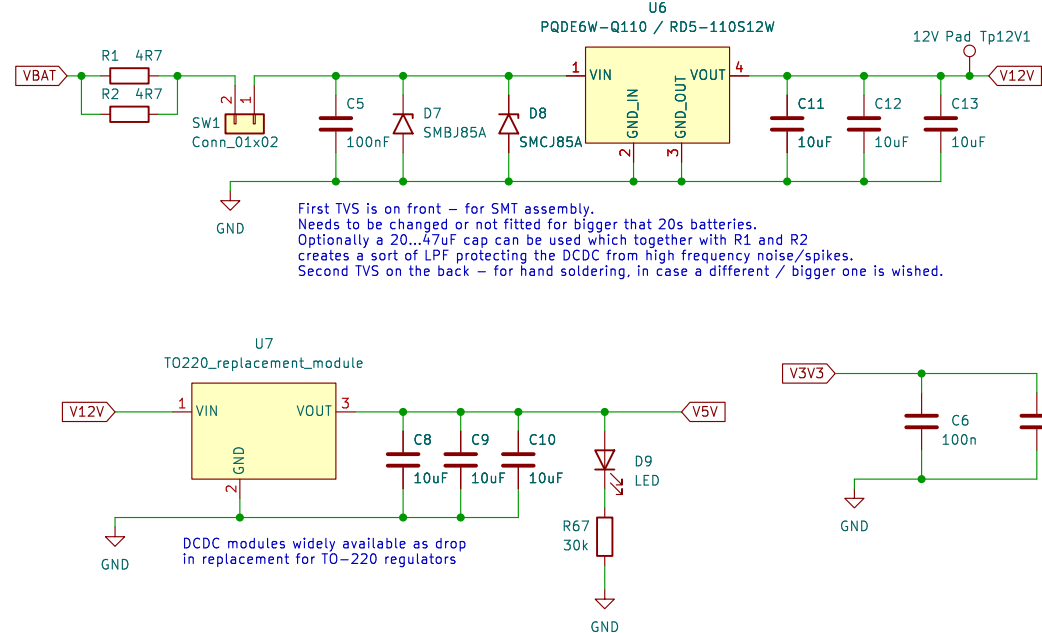 U6
PQDE6W-Q110 / RD5-110S12W
12V Pad Tp12V1
R1 4R7
VBAT
R2 4R7
2
1
SW1
Conn_01x02
C5
100nF
D7
SMBJ85A
D8
SMCJ85A
1
VIN
GND_IN
GND_OUT
VOUT
4
2
3
C11
10uF
C12
10uF
C13
10uF
V12V
GND
First TVS is on front – for SMT assembly.
Needs to be changed or not fitted for bigger that 20s batteries.
Optionally a 20...47uF cap can be used which together with R1 and R2
creates a sort of LPF protecting the DCDC from high frequency noise/spikes.
Second TVS on the back – for hand soldering, in case a different / bigger one is wished.
U7
TO220_replacement_module
V12V
1
VIN
VOUT
3
GND
2
C8
10uF
C9
10uF
C10
10uF
V5V
D9
LED
R67
30k
GND
GND
DCDC modules widely available as drop
in replacement for TO-220 regulators
V3V3
C6
100n
GND